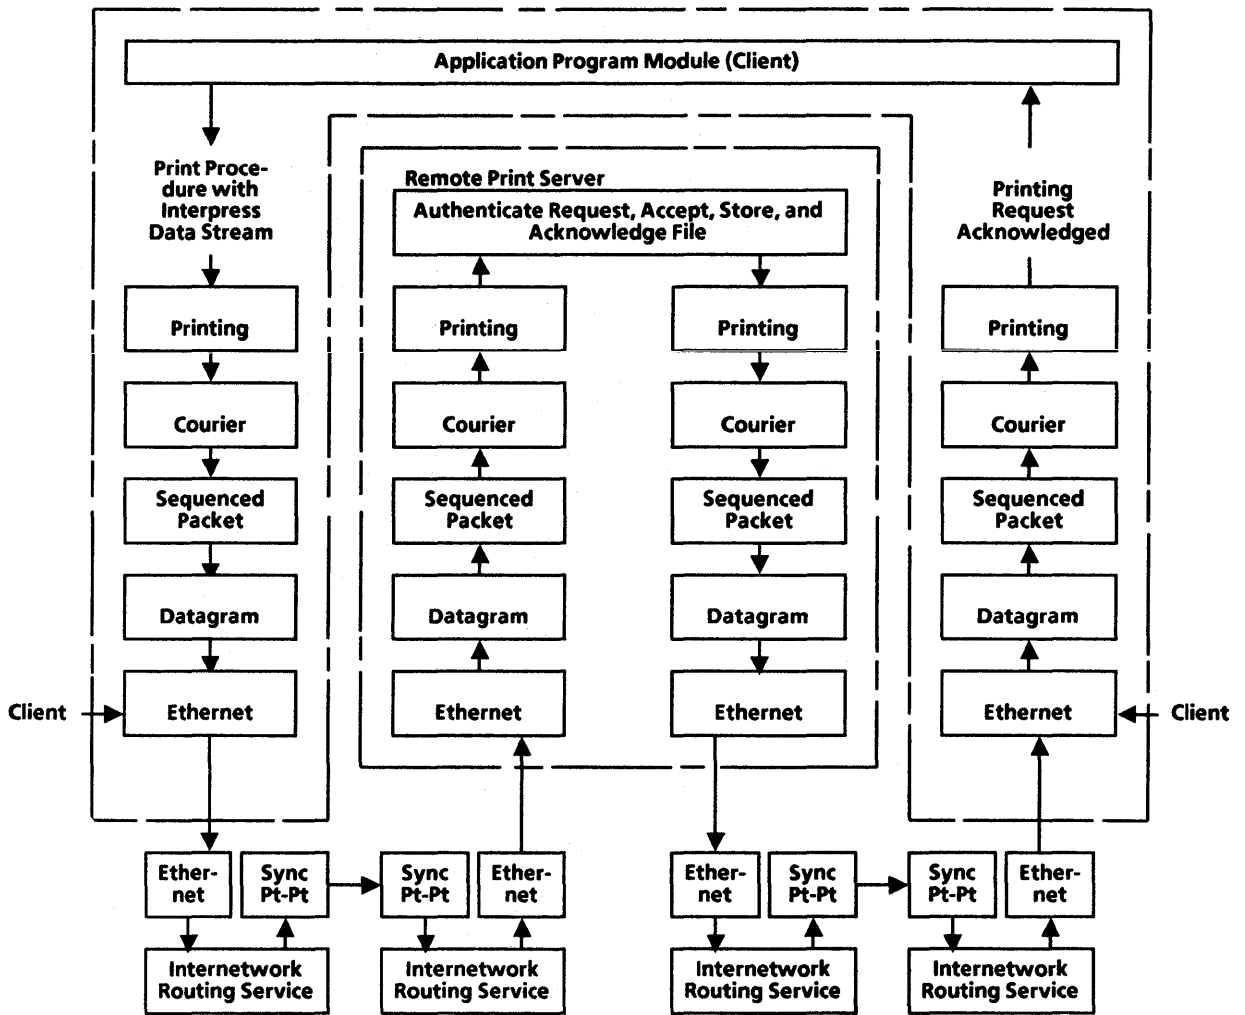 Application Program Module (Client)
Print Proce-
dure with
Interpress
Data Stream
Remote Print Server
Authenticate Request, Accept, Store, and
Acknowledge File
Printing
Request
Acknowledged
Printing
Printing
Printing
Printing
Courier
Courier
Courier
Courier
Sequenced
Packet
Sequenced
Packet
Sequenced
Packet
Sequenced
Packet
Datagram
Datagram
Datagram
Datagram
Client
Ethernet
Ethernet
Ethernet
Ethernet
Client
Ether-
net
Sync
Pt-Pt
Sync
Pt-Pt
Ether-
net
Ether-
net
Sync
Pt-Pt
Sync
Pt-Pt
Ether-
net
Internetwork
Routing Service
Internetwork
Routing Service
Internetwork
Routing Service
Internetwork
Routing Service